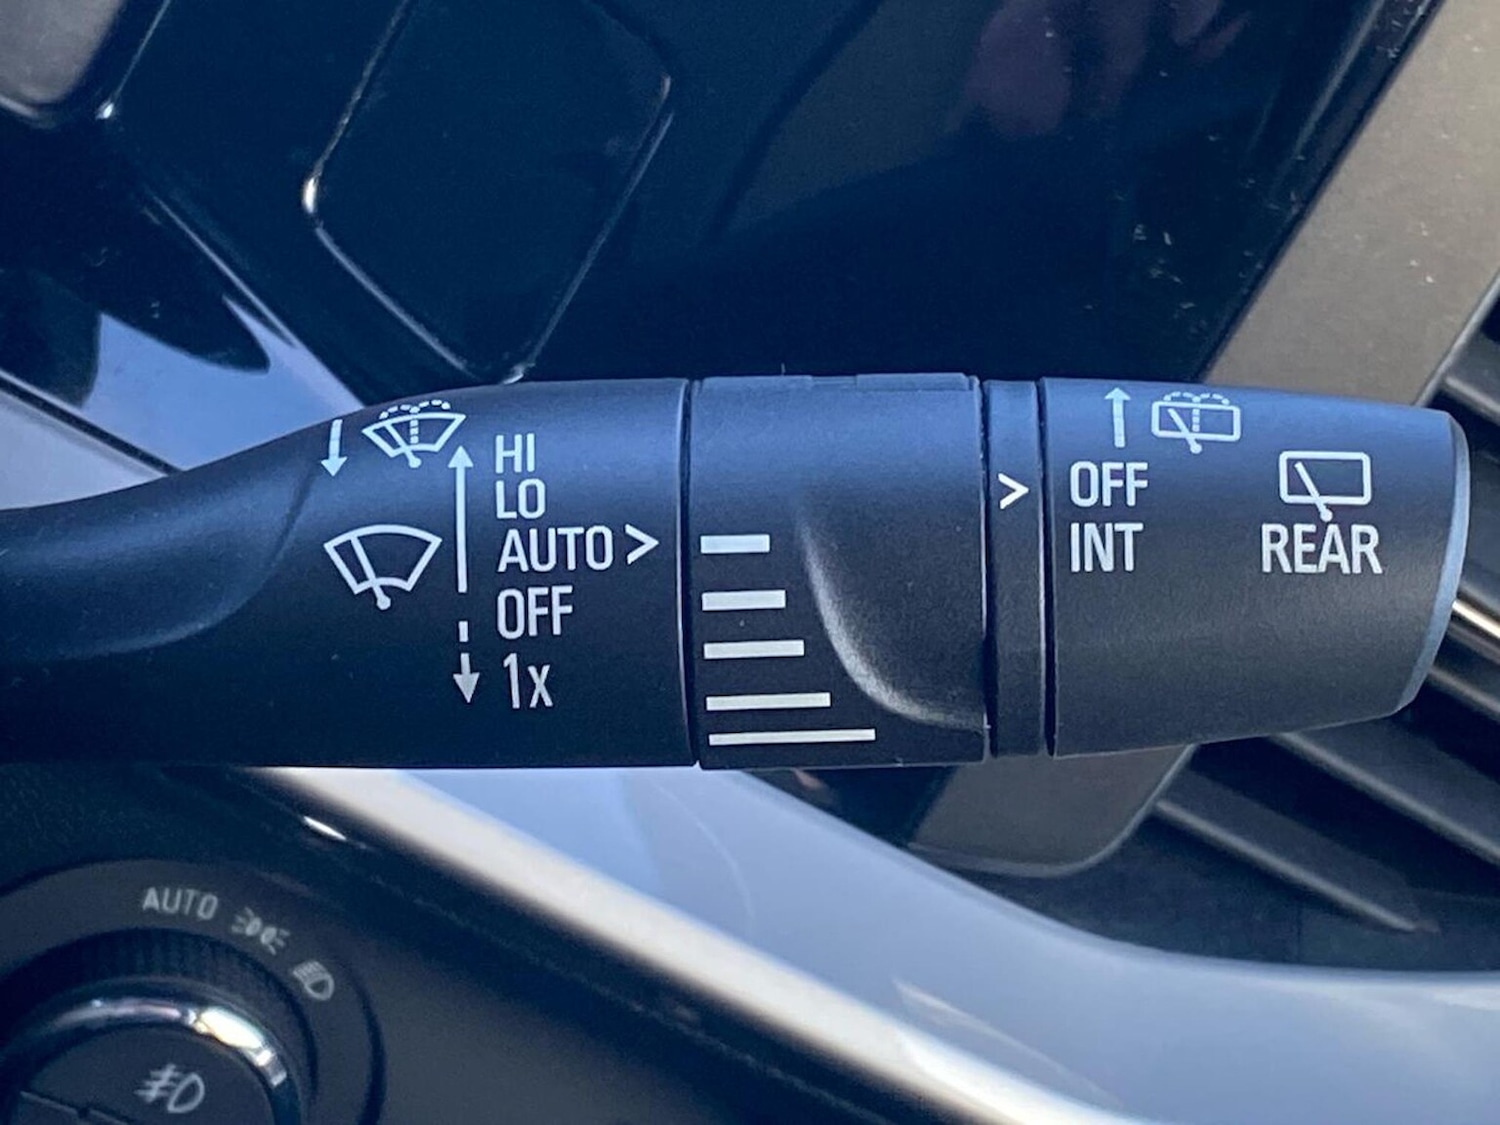 HI
LO
AUTO >
OFF
1x
> OFF
INT
REAR
AUTO